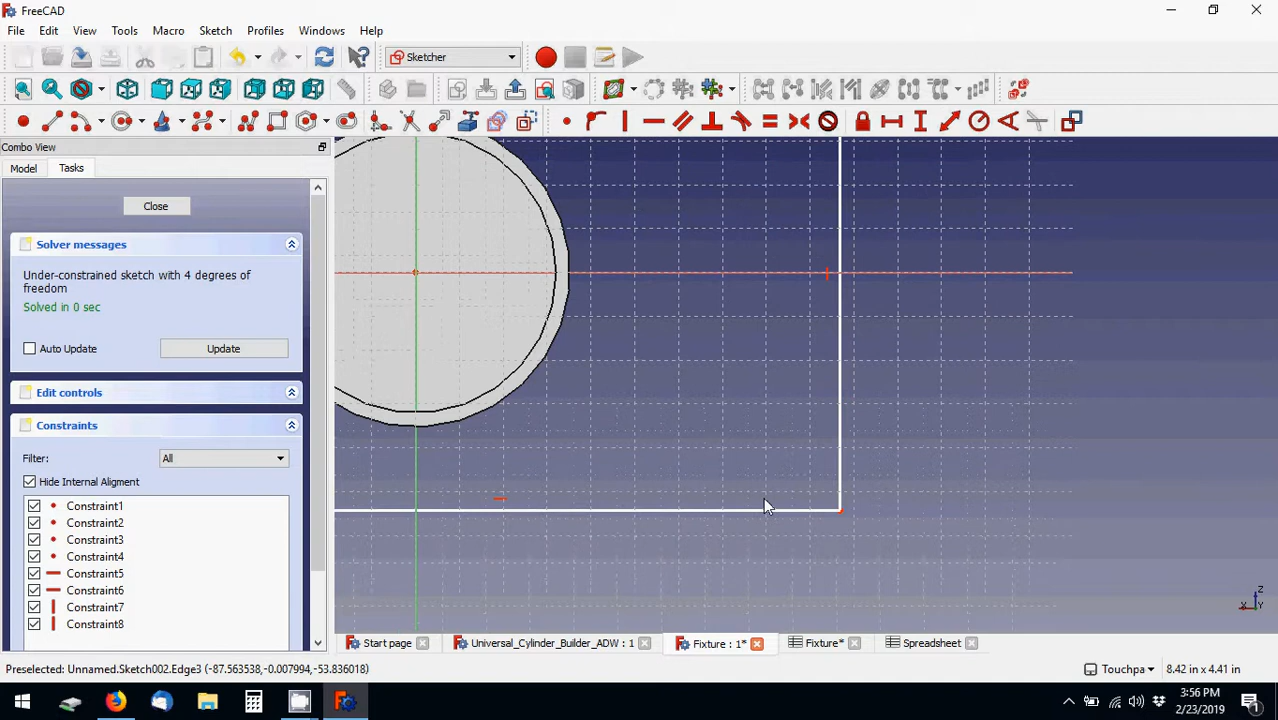 FreeCAD
File Edit View Tools Macro Sketch Profiles Windows Help
Sketcher
Combo View
Model Tasks
Close
Solver messages
Under-constrained sketch with 4 degrees of
freedom
Solved in 0 sec
Auto Update Update
Edit controls
Constraints
Filter: All
Hide Internal Aligment
Constraint1
Constraint2
Constraint3
Constraint4
Constraint5
Constraint6
Constraint7
Constraint8
Z
X Y
Start page Universal_Cylinder_Builder_ADW : 1 Fixture : 1* Fixture* Spreadsheet
Preselected: Unnamed.Sketch002.Edge3 (-87.563538,-0.007994,-53.836018) Touchpa 8.42 in x 4.41 in
3:56 PM
2/23/2019
1